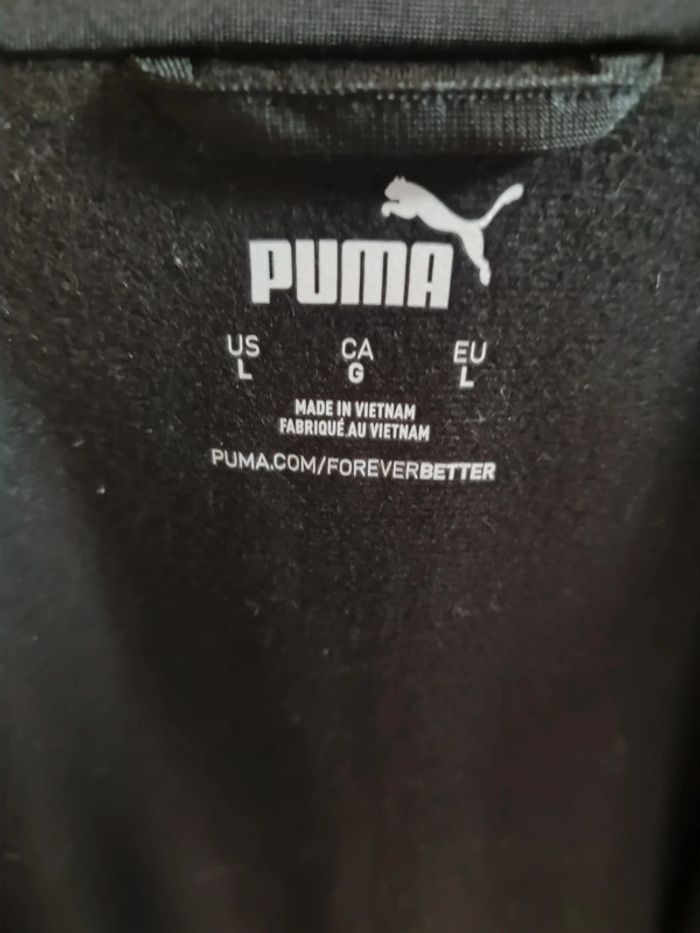 PUMA
US CA EU
L G L
MADE IN VIETNAM
FABRIQUÉ AU VIETNAM
PUMA.COM/FOREVERBETTER